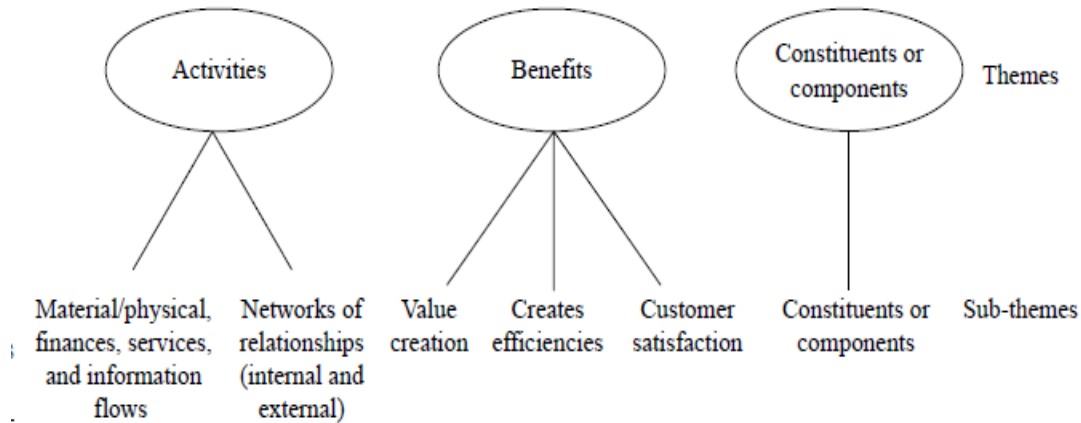 Activities
Benefits
Constituents or
components
Themes
Material/physical,
finances, services,
and information
flows
Networks of
relationships
(internal and
external)
Value
creation
Creates
efficiencies
Customer
satisfaction
Constituents or
components
Sub-themes